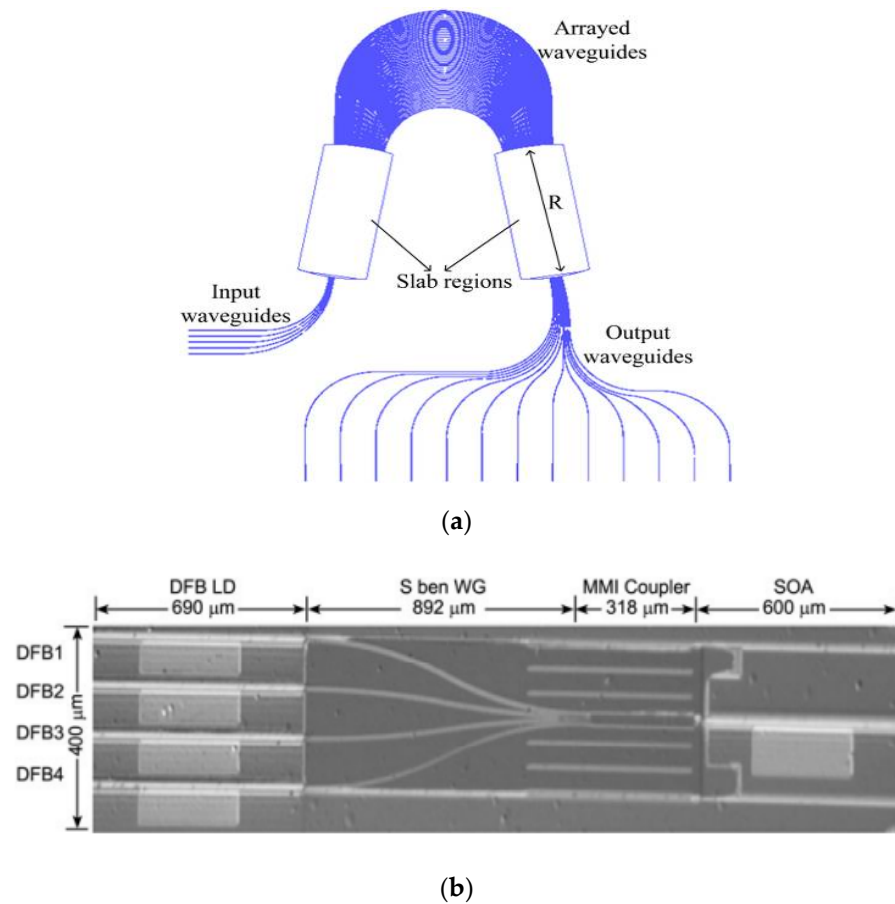 Arrayed
waveguides
R
Slab regions
Input
waveguides
Output
waveguides
(a)
DFB LD
S ben WG
MMI Coupler
SOA
690 μm
892 μm
318 μm
600 μm
DFB1
DFB2
DFB3
DFB4
400 μm
(b)